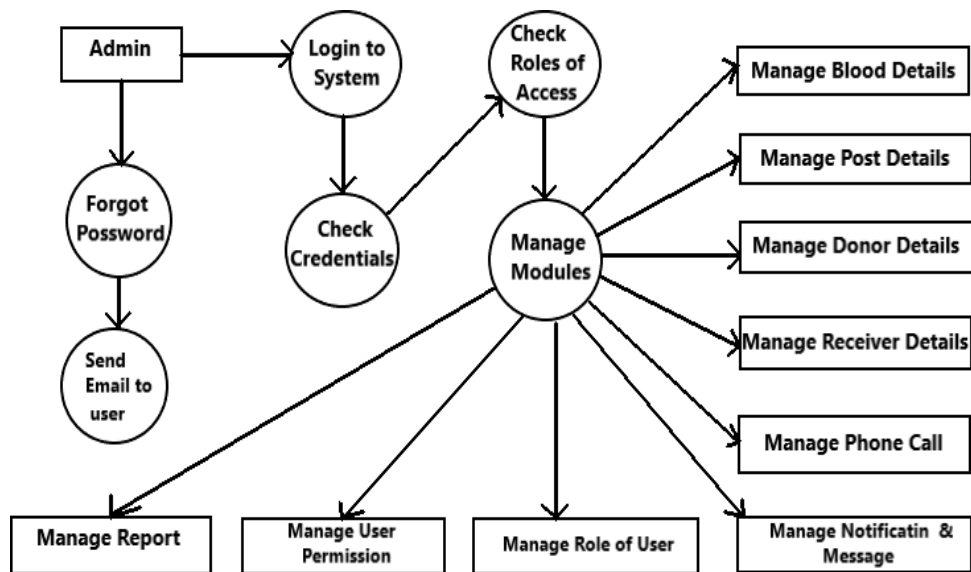 Admin
Login to
System
Check
Roles of
Access
Manage Blood Details
Manage Post Details
Forgot
Possword
Check
Credentials
Manage
Modules
Manage Donor Details
Manage Receiver Details
Send
Email to
user
Manage Phone Call
Manage Report
Manage User
Permission
Manage Role of User
Manage Notificatin &
Message